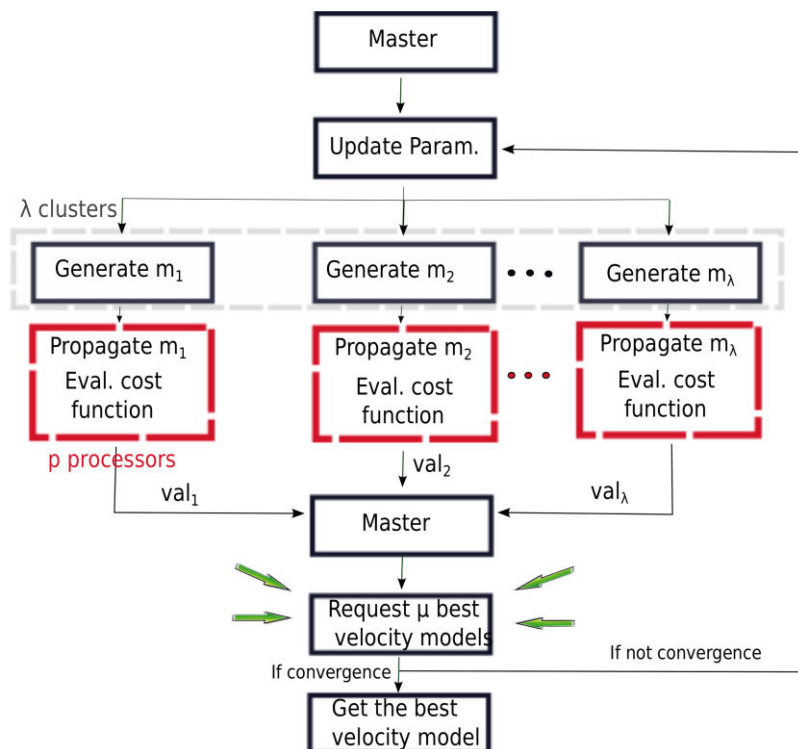 Master
Update Param.
λ clusters
Generate m₁
Generate m₂
Generate mλ
Propagate m₁
Eval. cost
function
Propagate m₂
Eval. cost
function
Propagate mλ
Eval. cost
function
p processors
val₁
val₂
valλ
Master
Request μ best
velocity models
If not convergence
If convergence
Get the best
velocity model